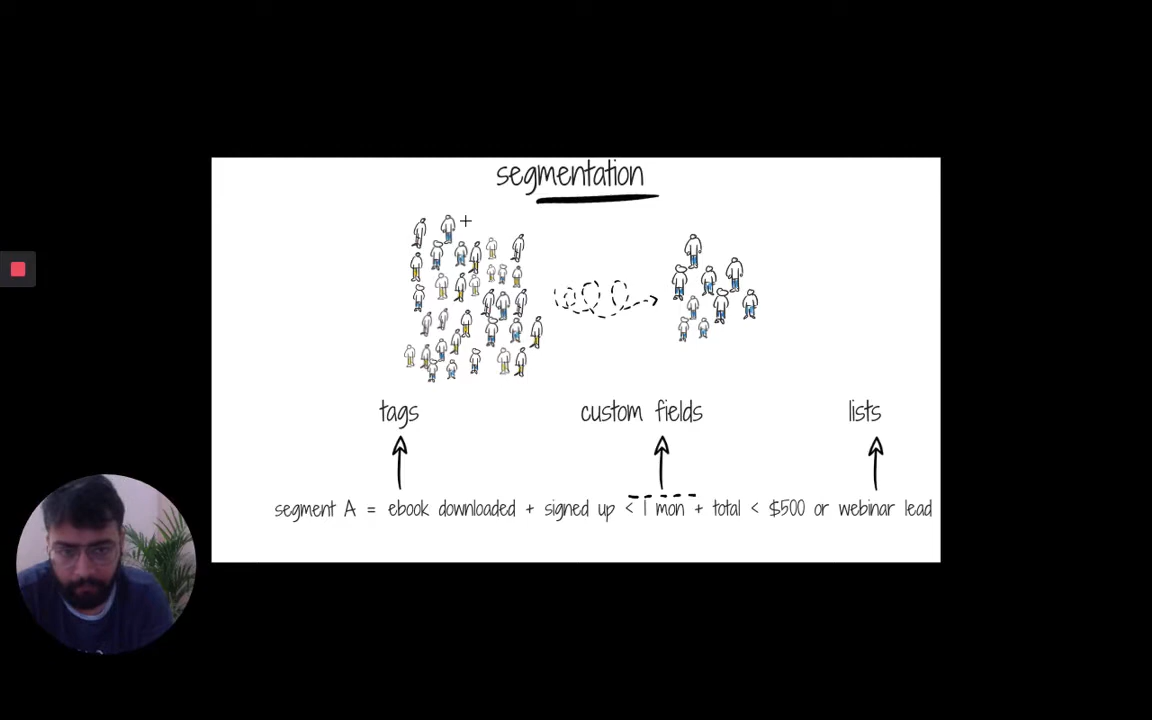 segmentation
tags custom fields lists
segment A = ebook downloaded + signed up < 1 mon + total < $500 or webinar lead